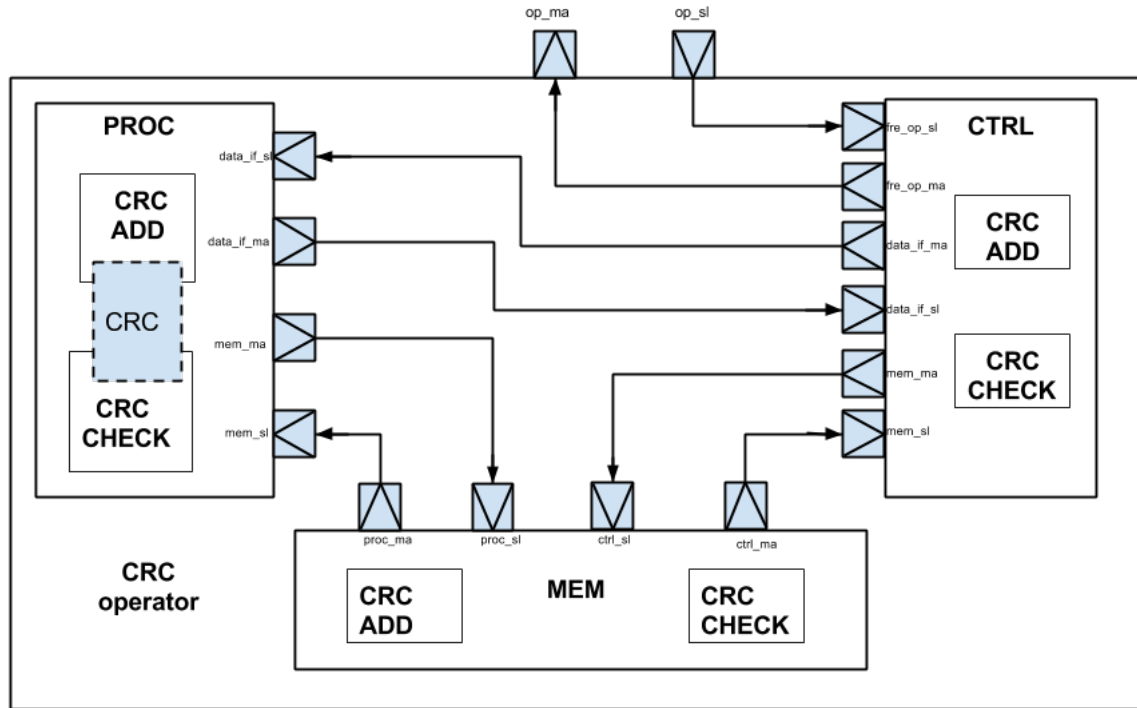 op_ma
op_sl
PROC
data_if_sl
CRC
ADD
data_if_ma
CRC
mem_ma
CRC
CHECK
mem_sl
fre_op_sl
CTRL
fre_op_ma
data_if_ma
CRC
ADD
data_if_sl
mem_ma
CRC
CHECK
mem_sl
proc_ma
proc_sl
ctrl_sl
ctrl_ma
MEM
CRC
ADD
CRC
CHECK
CRC
operator